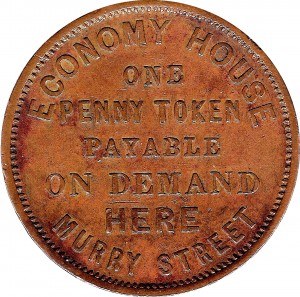 ECONOMY HOUSE
ONE
PENNY TOKEN
PAYABLE
ON DEMAND
HERE
MURRY STREET